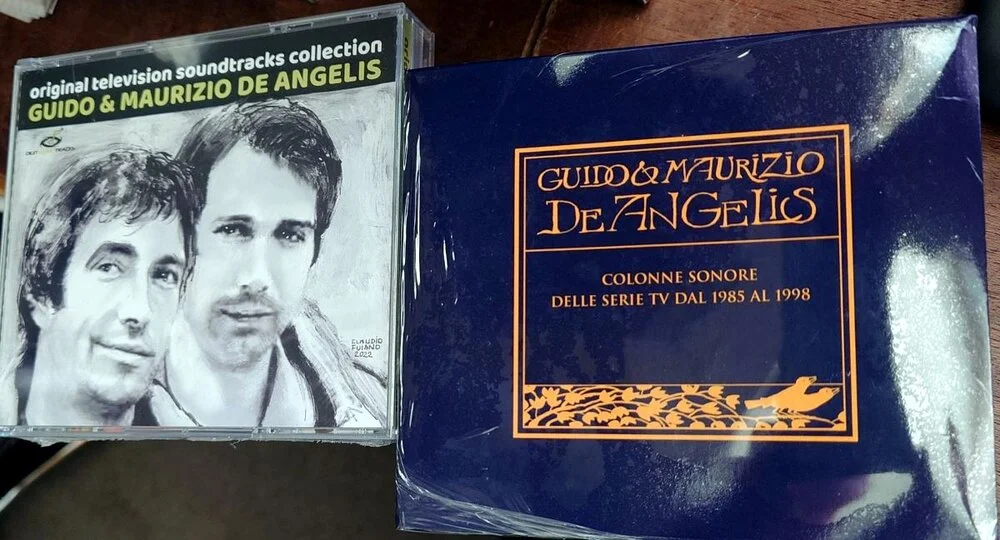 original television soundtracks collection
GUIDO & MAURIZIO DE ANGELIS
CLAUDIO
FUIANO
2022
GUIDO & MAURIZIO
DE ANGELIS
COLONNE SONORE
DELLE SERIE TV DAL 1985 AL 1998